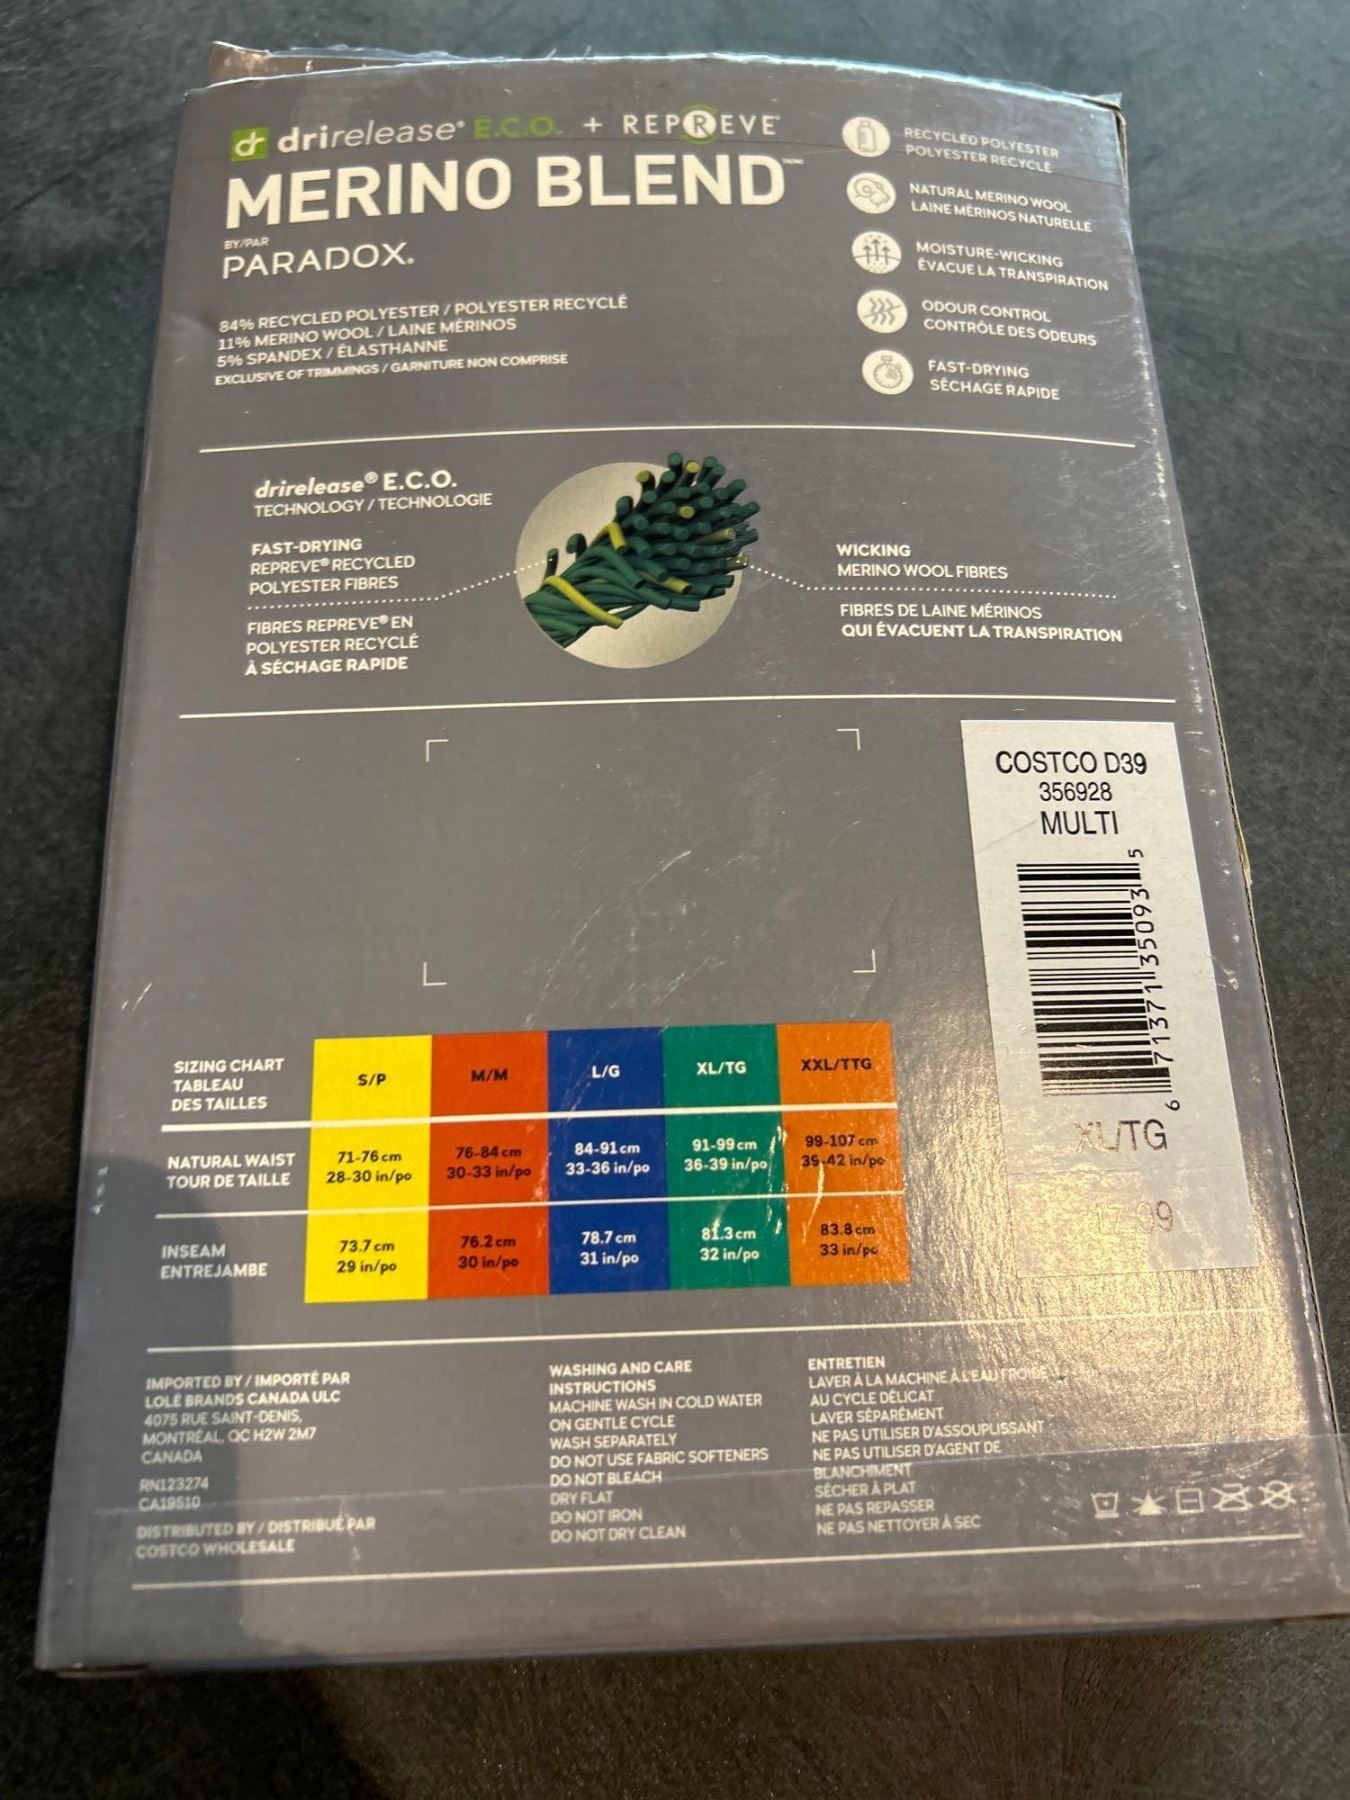 dr drirelease® E.C.O. + REPREVE®
MERINO BLEND
BY/PAR
PARADOX®
84% RECYCLED POLYESTER / POLYESTER RECYCLÉ
11% MERINO WOOL / LAINE MÉRINOS
5% SPANDEX / ÉLASTHANNE
EXCLUSIVE OF TRIMMINGS / GARNITURE NON COMPRISE
RECYCLED POLYESTER
POLYESTER RECYCLÉ
NATURAL MERINO WOOL
LAINE MÉRINOS NATURELLE
MOISTURE-WICKING
ÉVACUE LA TRANSPIRATION
ODOUR CONTROL
CONTRÔLE DES ODEURS
FAST-DRYING
SÉCHAGE RAPIDE
drirelease® E.C.O.
TECHNOLOGY / TECHNOLOGIE
FAST-DRYING
REPREVE® RECYCLED
POLYESTER FIBRES
FIBRES REPREVE® EN
POLYESTER RECYCLÉ
À SÉCHAGE RAPIDE
WICKING
MERINO WOOL FIBRES
FIBRES DE LAINE MÉRINOS
QUI ÉVACUENT LA TRANSPIRATION
COSTCO D39
356928
MULTI
6 71371 35093 5
XL/TG
17.99
SIZING CHART
TABLEAU
DES TAILLES
S/P M/M L/G XL/TG XXL/TTG
NATURAL WAIST
TOUR DE TAILLE
71-76 cm 76-84 cm 84-91 cm 91-99 cm 99-107 cm
28-30 in/po 30-33 in/po 33-36 in/po 36-39 in/po 39-42 in/po
INSEAM
ENTREJAMBE
73.7 cm 76.2 cm 78.7 cm 81.3 cm 83.8 cm
29 in/po 30 in/po 31 in/po 32 in/po 33 in/po
IMPORTED BY / IMPORTÉ PAR
LOLË BRANDS CANADA ULC
4075 RUE SAINT-DENIS,
MONTRÉAL, QC H2W 2M7
CANADA
RN123274
CA19510
DISTRIBUTED BY / DISTRIBUÉ PAR
COSTCO WHOLESALE
WASHING AND CARE
INSTRUCTIONS
MACHINE WASH IN COLD WATER
ON GENTLE CYCLE
WASH SEPARATELY
DO NOT USE FABRIC SOFTENERS
DO NOT BLEACH
DRY FLAT
DO NOT IRON
DO NOT DRY CLEAN
ENTRETIEN
LAVER À LA MACHINE À L'EAU FROIDE
AU CYCLE DÉLICAT
LAVER SÉPARÉMENT
NE PAS UTILISER D'ASSOUPLISSANT
NE PAS UTILISER D'AGENT DE
BLANCHIMENT
SÉCHER À PLAT
NE PAS REPASSER
NE PAS NETTOYER À SEC